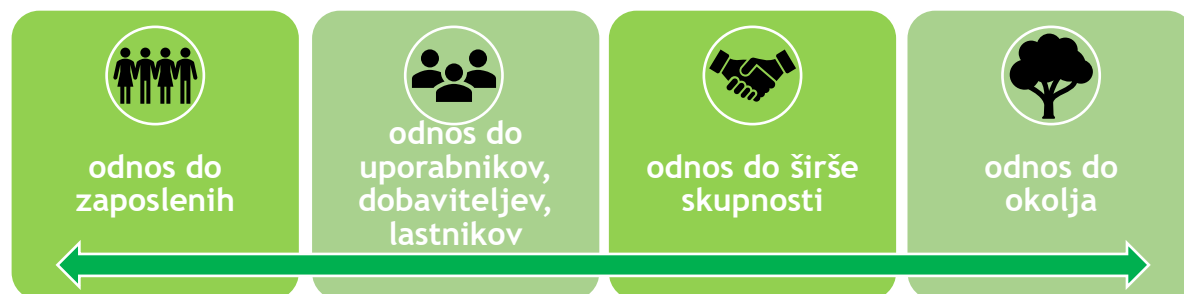 odnos do
zaposlenih
odnos do
uporabnikov,
dobaviteljev,
lastnikov
odnos do širše
skupnosti
odnos do
okolja